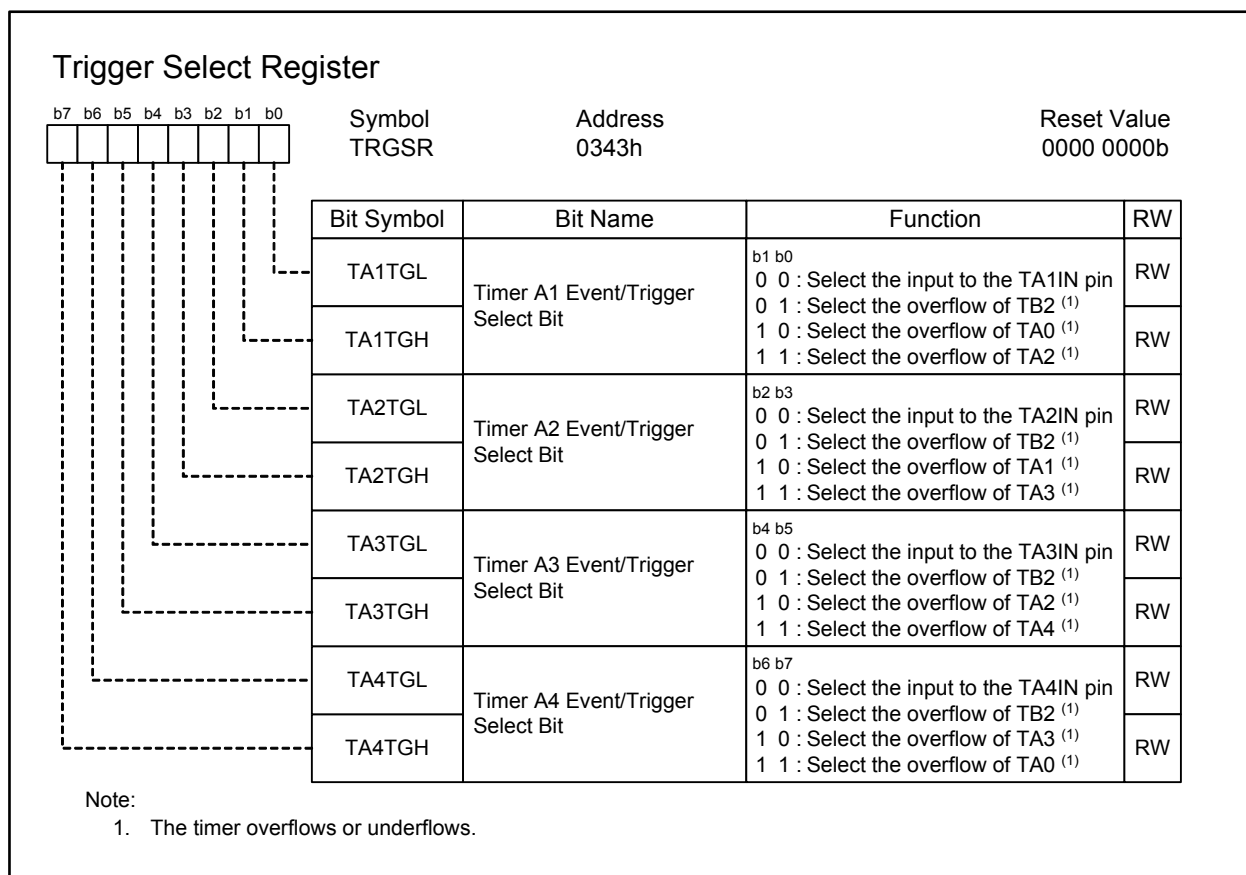 Trigger Select Register
b7 b6 b5 b4 b3 b2 b1 b0
Symbol Address Reset Value
TRGSR 0343h 0000 0000b
Bit Symbol Bit Name Function RW
TA1TGL RW
TA1TGH RW
Timer A1 Event/Trigger
Select Bit
b1 b0
0 0 : Select the input to the TA1IN pin
0 1 : Select the overflow of TB2 (1)
1 0 : Select the overflow of TA0 (1)
1 1 : Select the overflow of TA2 (1)
TA2TGL RW
TA2TGH RW
Timer A2 Event/Trigger
Select Bit
b2 b3
0 0 : Select the input to the TA2IN pin
0 1 : Select the overflow of TB2 (1)
1 0 : Select the overflow of TA1 (1)
1 1 : Select the overflow of TA3 (1)
TA3TGL RW
TA3TGH RW
Timer A3 Event/Trigger
Select Bit
b4 b5
0 0 : Select the input to the TA3IN pin
0 1 : Select the overflow of TB2 (1)
1 0 : Select the overflow of TA2 (1)
1 1 : Select the overflow of TA4 (1)
TA4TGL RW
TA4TGH RW
Timer A4 Event/Trigger
Select Bit
b6 b7
0 0 : Select the input to the TA4IN pin
0 1 : Select the overflow of TB2 (1)
1 0 : Select the overflow of TA3 (1)
1 1 : Select the overflow of TA0 (1)
Note:
1. The timer overflows or underflows.